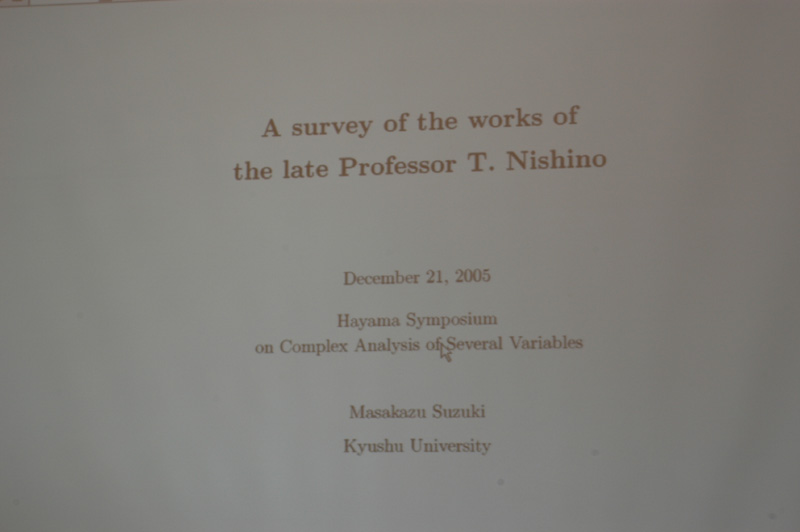 A survey of the works of
the late Professor T. Nishino
December 21, 2005
Hayama Symposium
on Complex Analysis of Several Variables
Masakazu Suzuki
Kyushu University